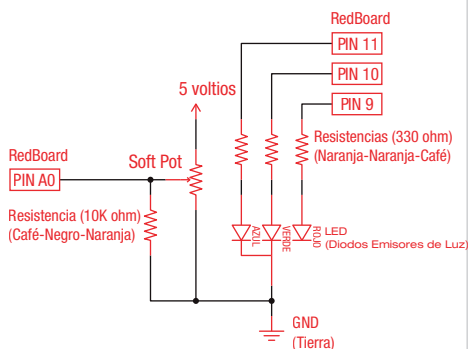 RedBoard
PIN 11
PIN 10
PIN 9
5 voltios
Resistencias (330 ohm)
(Naranja-Naranja-Café)
RedBoard
PIN A0
Soft Pot
Resistencia (10K ohm)
(Café-Negro-Naranja)
AZUL
VERDE
ROJO
LED
(Diodos Emisores de Luz)
GND
(Tierra)